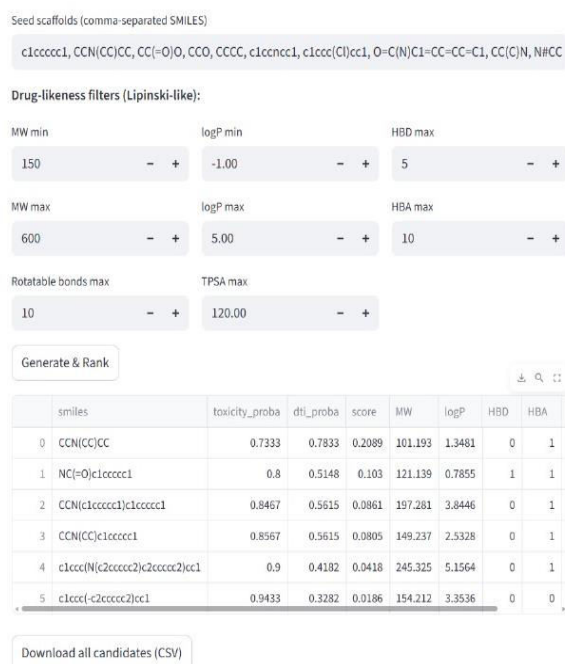 Seed scaffolds (comma-separated SMILES)
c1ccccc1, CCN(CC)CC, CC(=O)O, CCO, CCCC, c1ccncc1, c1ccc(Cl)cc1, O=C(N)C1=CC=CC=C1, CC(C)N, N#CC
Drug-likeness filters (Lipinski-like):
MW min logP min HBD max
150 − + -1.00 − + 5 − +
MW max logP max HBA max
600 − + 5.00 − + 10 − +
Rotatable bonds max TPSA max
10 − + 120.00 − +
Generate & Rank
smiles toxicity_proba dti_proba score MW logP HBD HBA
0 CCN(CC)CC 0.7333 0.7833 0.2089 101.193 1.3481 0 1
1 NC(=O)c1ccccc1 0.8 0.5148 0.103 121.139 0.7855 1 1
2 CCN(c1ccccc1)c1ccccc1 0.8467 0.5615 0.0861 197.281 3.8446 0 1
3 CCN(CC)c1ccccc1 0.8567 0.5615 0.0805 149.237 2.5328 0 1
4 c1ccc(N(c2ccccc2)c2ccccc2)cc1 0.9 0.4182 0.0418 245.325 5.1564 0 1
5 c1ccc(-c2ccccc2)cc1 0.9433 0.3282 0.0186 154.212 3.3536 0 0
Download all candidates (CSV)